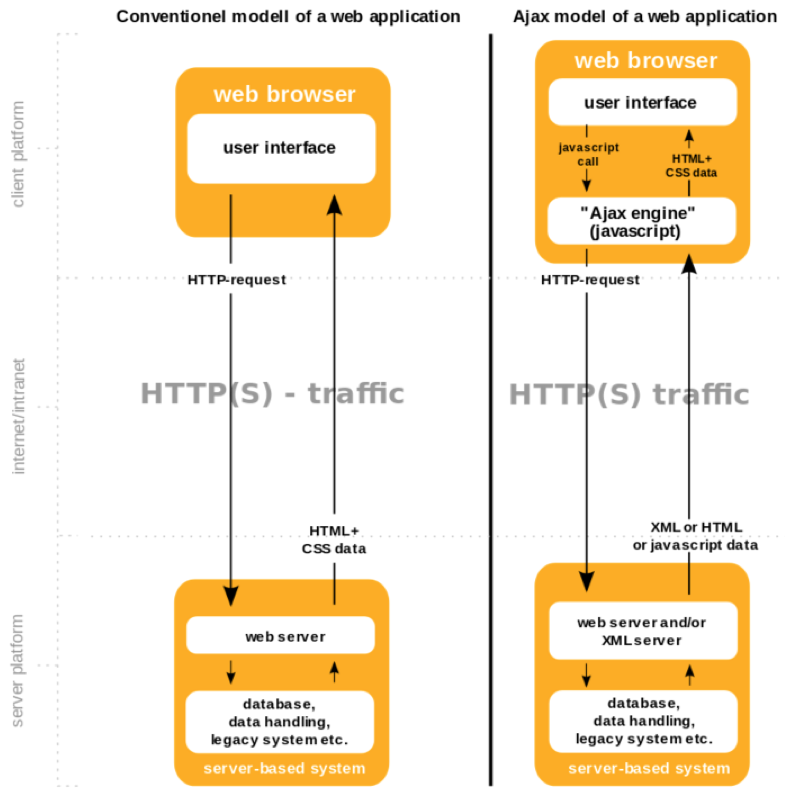 Conventionel modell of a web application
web browser
user interface
HTTP-request
HTTP(S) - traffic
HTML+
CSS data
web server
database,
data handling,
legacy system etc.
server-based system
Ajax model of a web application
web browser
user interface
javascript
call
HTML+
CSS data
"Ajax engine"
(javascript)
HTTP-request
HTTP(S) traffic
XML or HTML
or javascript data
web server and/or
XML server
database,
data handling,
legacy system etc.
server-based system
client platform
internet/intranet
server platform